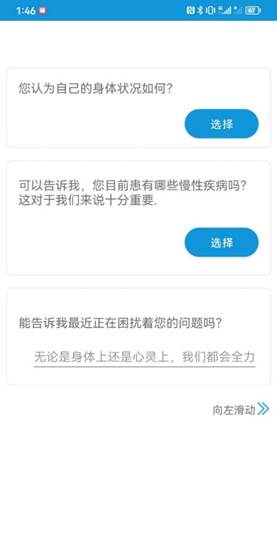 1:46
您认为自己的身体状况如何?
选择
可以告诉我，您目前患有哪些慢性疾病吗?
这对于我们来说十分重要.
选择
能告诉我最近正在困扰着您的问题吗?
无论是身体上还是心灵上，我们都会全力
向左滑动